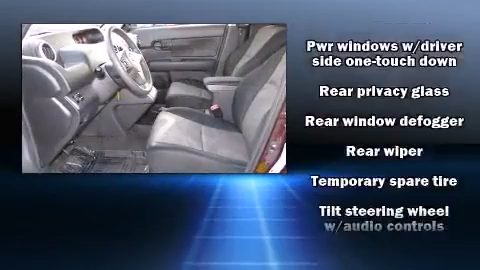 Pwr windows w/driver
side one-touch down
Rear privacy glass
Rear window defogger
Rear wiper
Temporary spare tire
Tilt steering wheel
w/audio controls